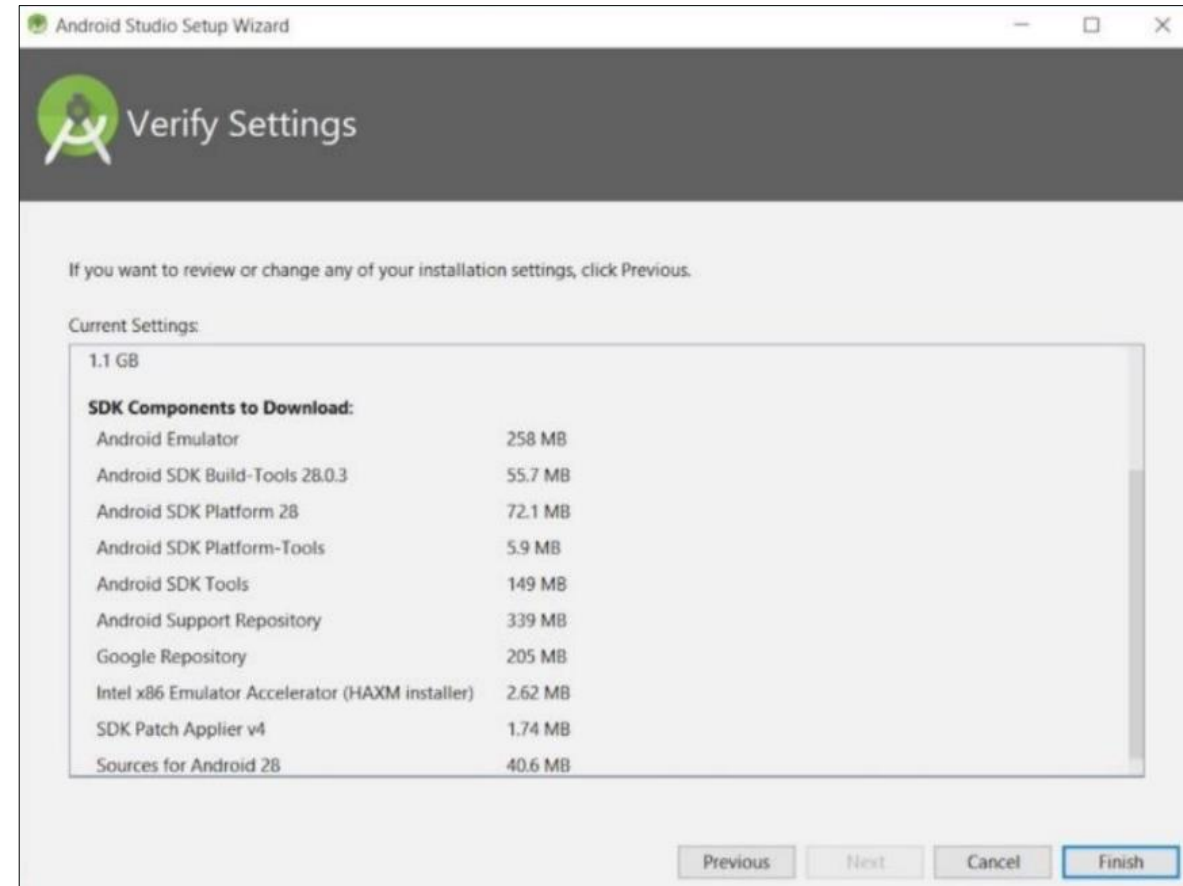 Android Studio Setup Wizard
Verify Settings
If you want to review or change any of your installation settings, click Previous.
Current Settings:
1.1 GB
SDK Components to Download:
Android Emulator 258 MB
Android SDK Build-Tools 28.0.3 55.7 MB
Android SDK Platform 28 72.1 MB
Android SDK Platform-Tools 5.9 MB
Android SDK Tools 149 MB
Android Support Repository 339 MB
Google Repository 205 MB
Intel x86 Emulator Accelerator (HAXM installer) 2.62 MB
SDK Patch Applier v4 1.74 MB
Sources for Android 28 40.6 MB
Previous Next Cancel Finish